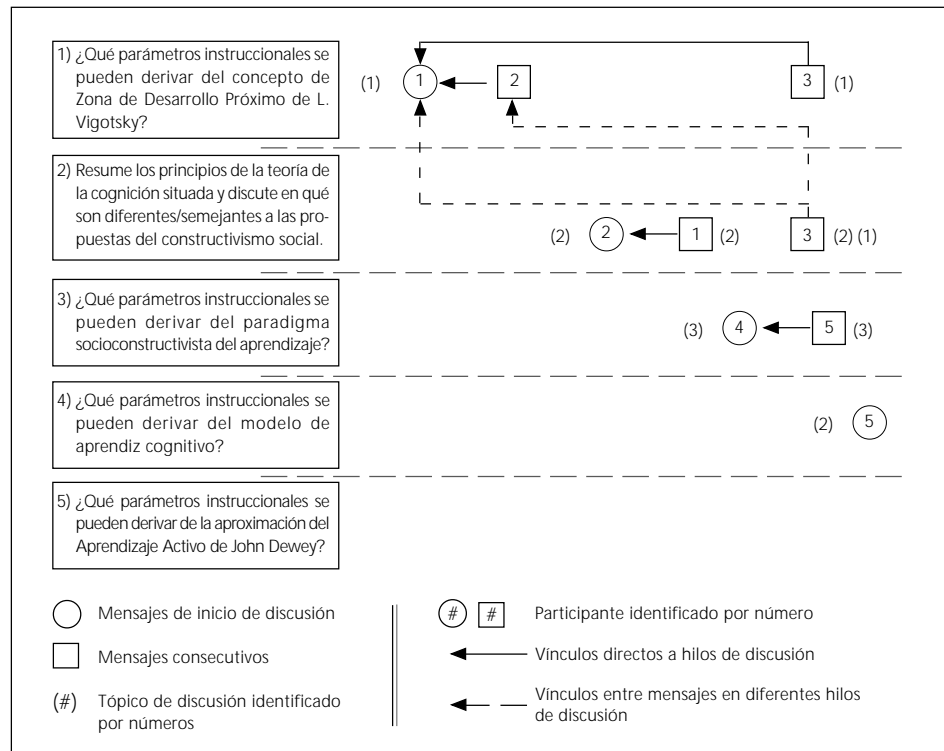 1) ¿Qué parámetros instruccionales se
pueden derivar del concepto de
Zona de Desarrollo Próximo de L.
Vigotsky?
(1) 1 2 3 (1)
2) Resume los principios de la teoría de
la cognición situada y discute en qué
son diferentes/semejantes a las pro-
puestas del constructivismo social.
(2) 2 1 (2) 3 (2) (1)
3) ¿Qué parámetros instruccionales se
pueden derivar del paradigma
socioconstructivista del aprendizaje?
(3) 4 5 (3)
4) ¿Qué parámetros instruccionales se
pueden derivar del modelo de
aprendiz cognitivo?
(2) 5
5) ¿Qué parámetros instruccionales se
pueden derivar de la aproximación del
Aprendizaje Activo de John Dewey?
Mensajes de inicio de discusión
Mensajes consecutivos
(#) Tópico de discusión identificado
por números
# # Participante identificado por número
Vínculos directos a hilos de discusión
Vínculos entre mensajes en diferentes hilos
de discusión